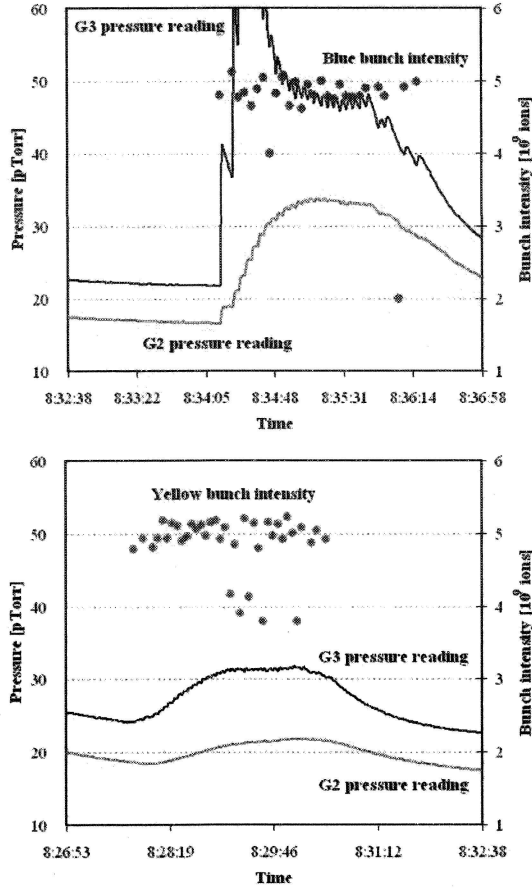 60
50
40
30
20
10
Pressure [pTorr]
G3 pressure reading
Blue bunch intensity
G2 pressure reading
6
5
4
3
2
1
Bunch intensity [10⁹ ions]
8:32:38 8:33:22 8:34:05 8:34:48 8:35:31 8:36:14 8:36:58
Time
60
50
40
30
20
10
Pressure [pTorr]
Yellow bunch intensity
G3 pressure reading
G2 pressure reading
6
5
4
3
2
1
Bunch intensity [10⁹ ions]
8:26:53 8:28:19 8:29:46 8:31:12 8:32:38
Time